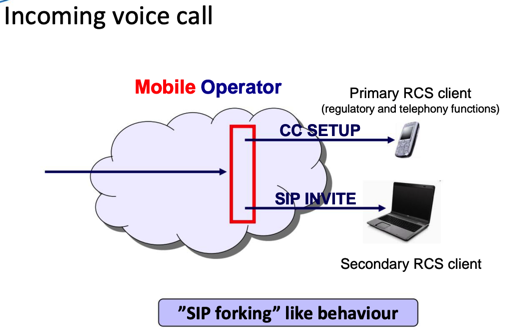 Incoming voice call
Mobile Operator
Primary RCS client
(regulatory and telephony functions)
CC SETUP
SIP INVITE
Secondary RCS client
”SIP forking” like behaviour